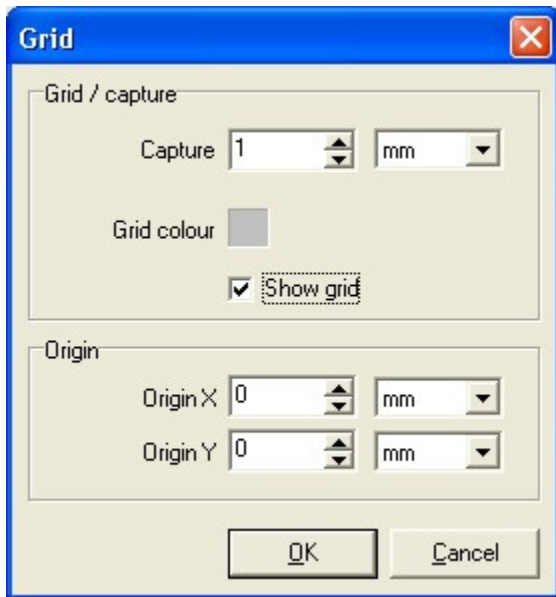 Grid
Grid / capture
Capture 1 mm
Grid colour
Show grid
Origin
Origin X 0 mm
Origin Y 0 mm
OK Cancel